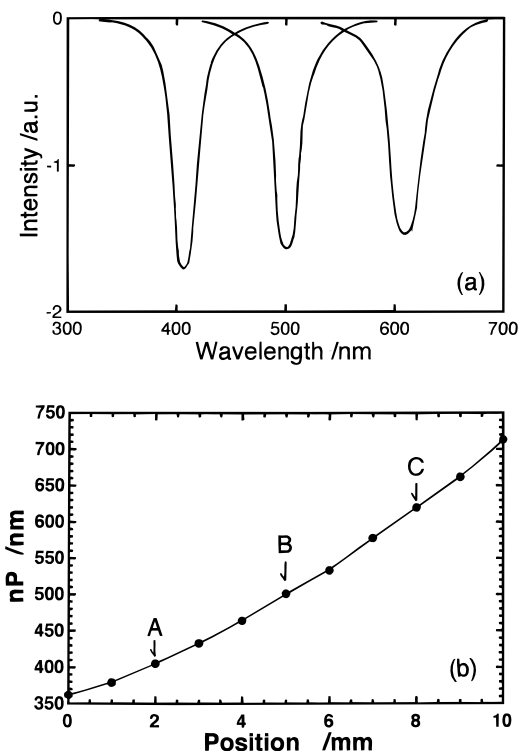 0
-1
-2
Intensity /a.u.
(a)
300 400 500 600 700
Wavelength /nm
750
700
650
600
550
500
450
400
350
nP /nm
A
B
C
(b)
0 2 4 6 8 10
Position /mm